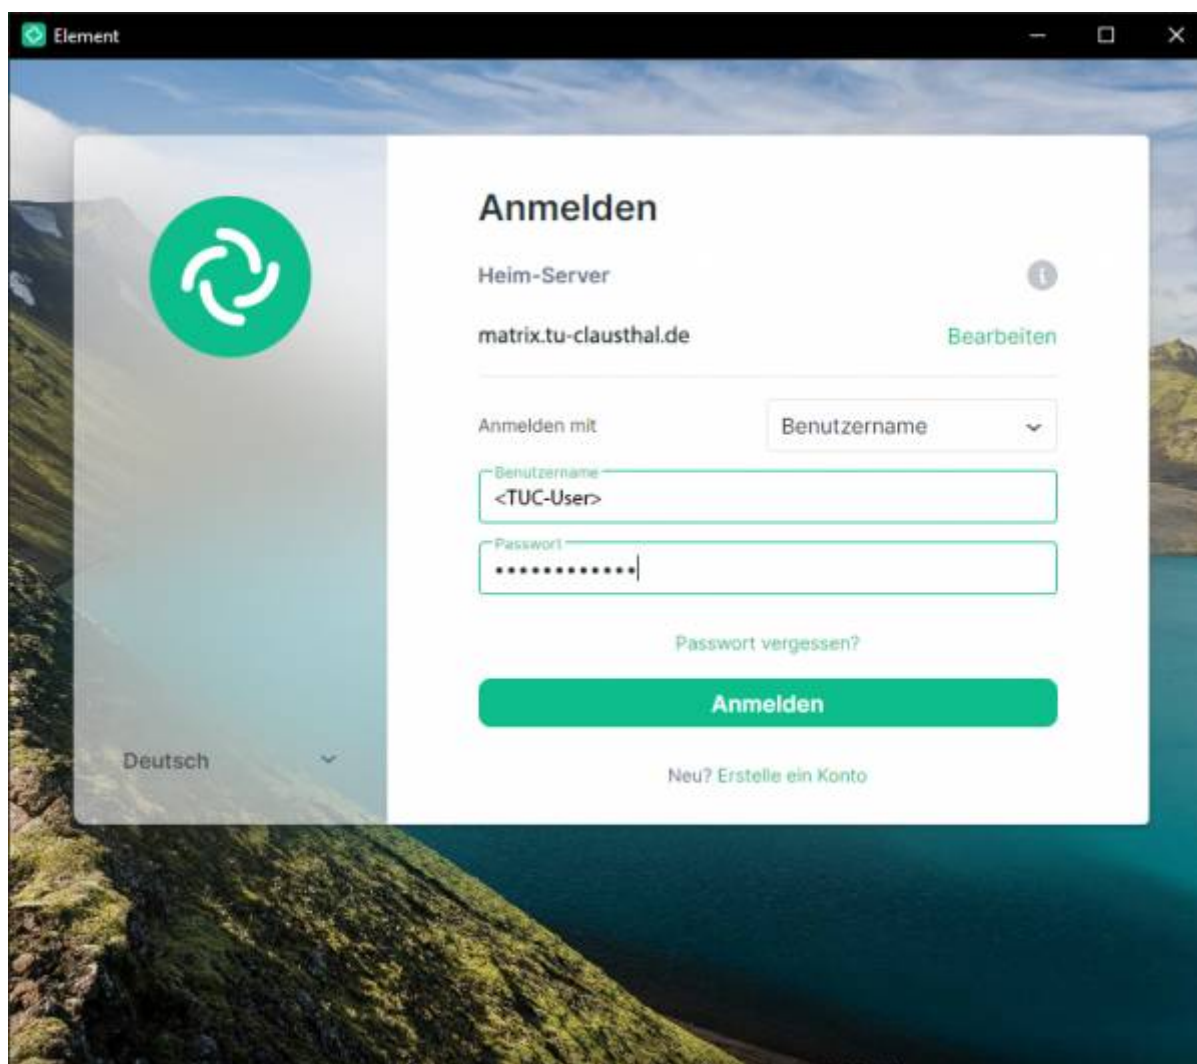 Element
Anmelden
Heim-Server
matrix.tu-clausthal.de
Bearbeiten
Anmelden mit
Benutzername
Benutzername
<TUC-User>
Passwort
••••••••••••
Passwort vergessen?
Anmelden
Deutsch
Neu? Erstelle ein Konto